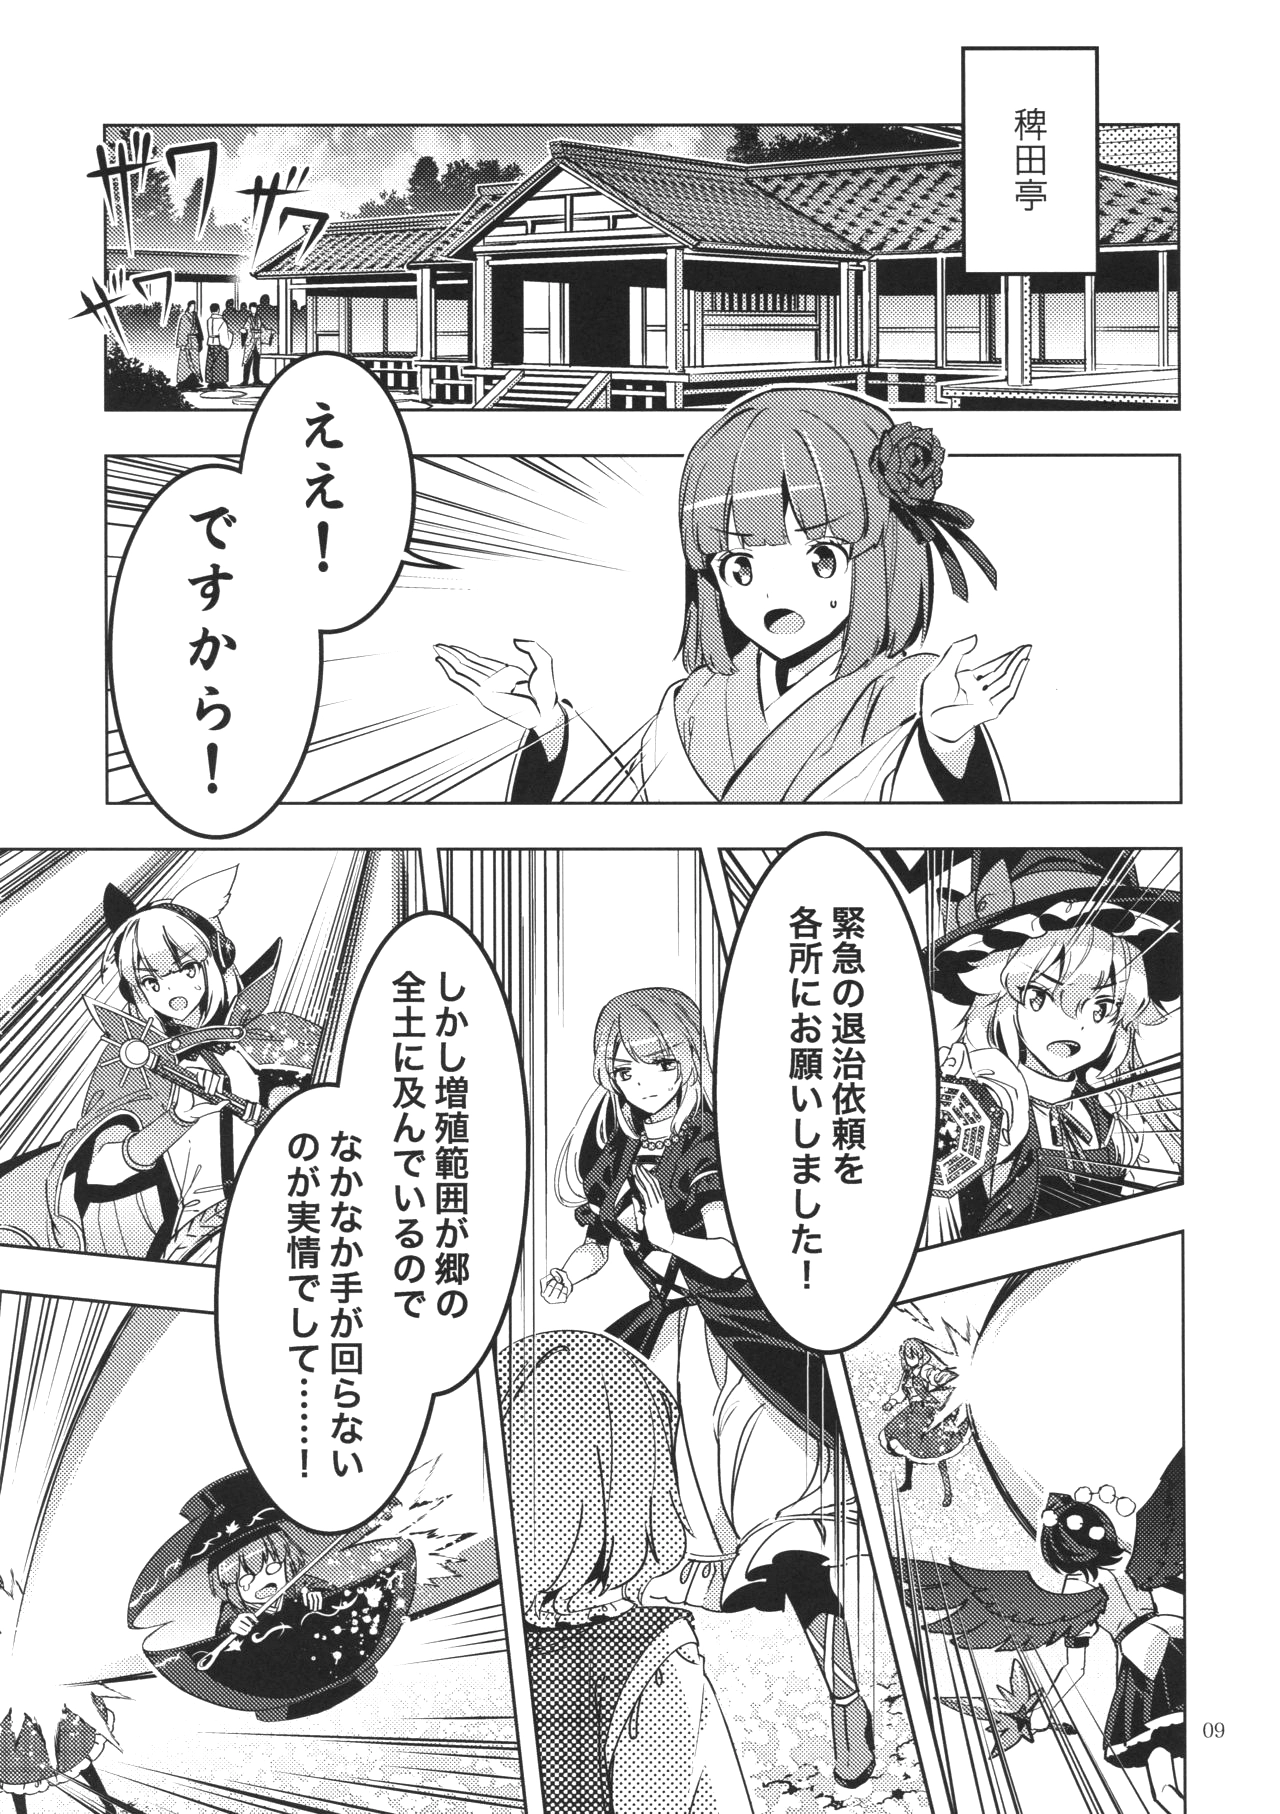 稗田亭
ザワ
ザワ
ザワ
ええ！
ですから！
緊急の退治依頼を
各所にお願いしました！
しかし増殖範囲が郷の
全土に及んでいるので
なかなか手が回らない
のが実情でして……！
09